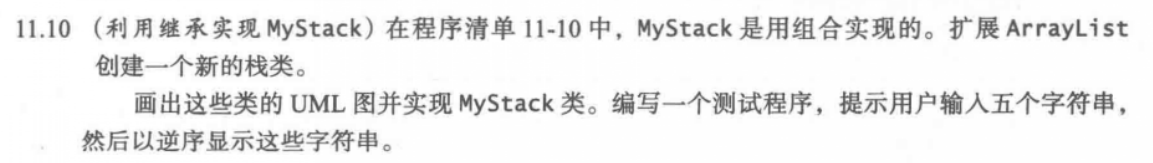 11.10 (利用继承实现 MyStack) 在程序清单 11-10 中，MyStack 是用组合实现的。扩展 ArrayList
创建一个新的栈类。
画出这些类的 UML 图并实现 MyStack 类。编写一个测试程序，提示用户输入五个字符串，
然后以逆序显示这些字符串。